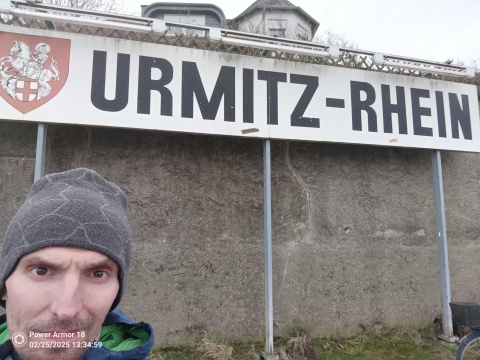 URMITZ-RHEIN
Power Armor 18
02/25/2025 13:34:59